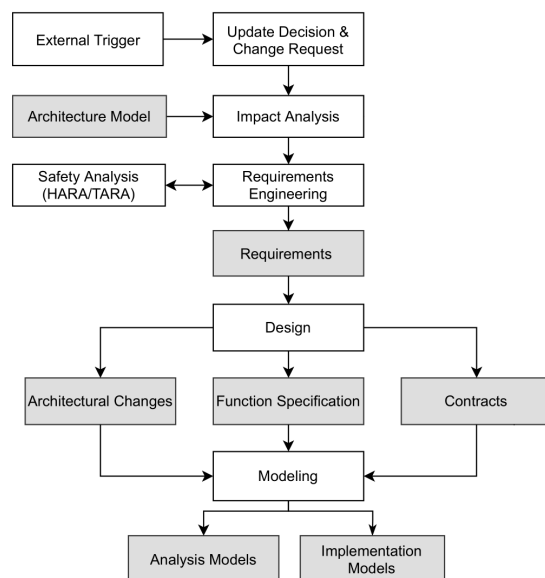 External Trigger
Update Decision &
Change Request
Architecture Model
Impact Analysis
Safety Analysis
(HARA/TARA)
Requirements
Engineering
Requirements
Design
Architectural Changes
Function Specification
Contracts
Modeling
Analysis Models
Implementation
Models